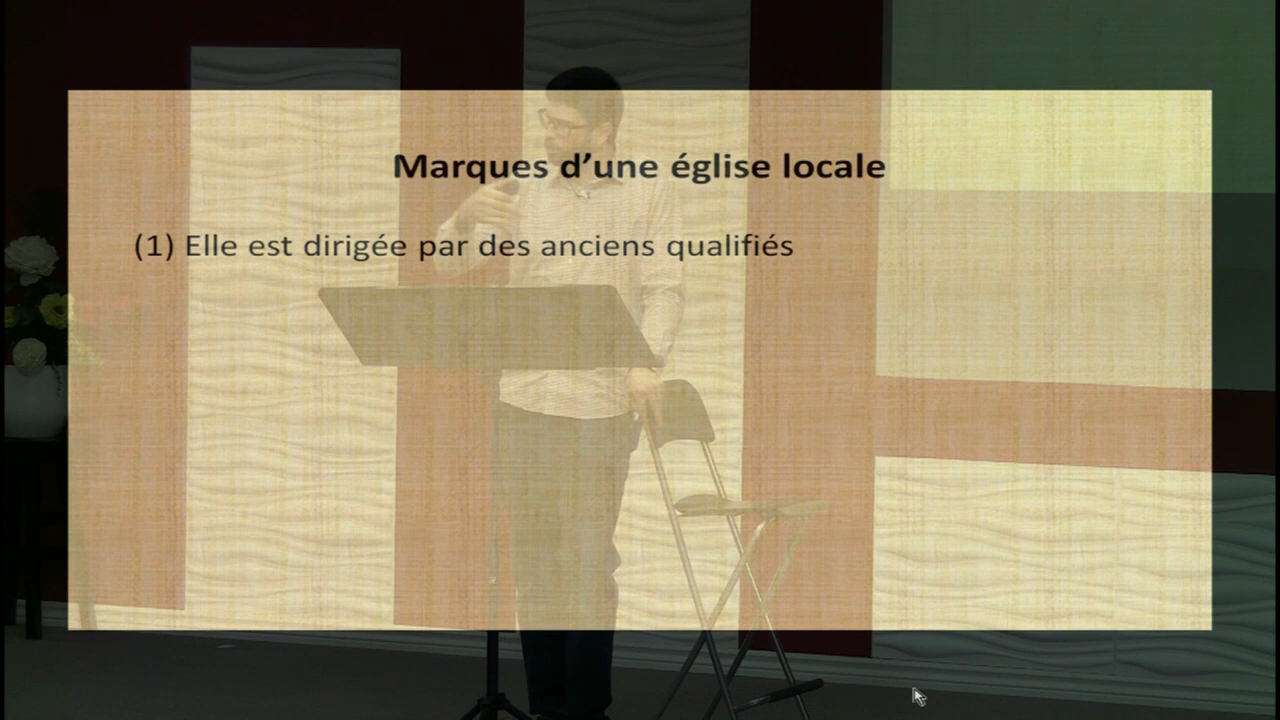 Marques d’une église locale
(1) Elle est dirigée par des anciens qualifiés